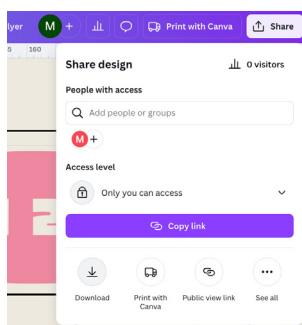 lyer M + Print with Canva Share
160
Share design 0 visitors
People with access
Add people or groups
M +
Access level
Only you can access
Copy link
Download Print with Canva Public view link See all